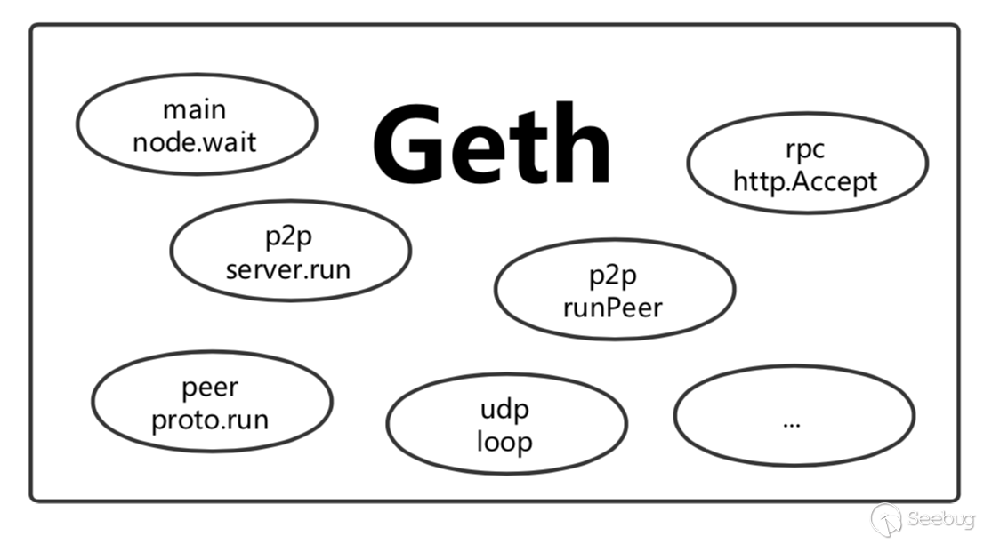 main
node.wait
Geth
rpc
http.Accept
p2p
server.run
p2p
runPeer
peer
proto.run
udp
loop
...
Seebug